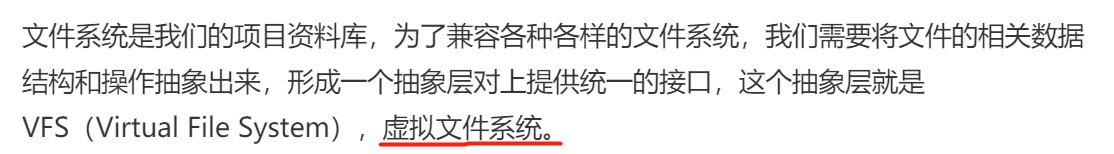 文件系统是我们的项目资料库，为了兼容各种各样的文件系统，我们需要将文件的相关数据
结构和操作抽象出来，形成一个抽象层对上提供统一的接口，这个抽象层就是
VFS（Virtual File System），虚拟文件系统。